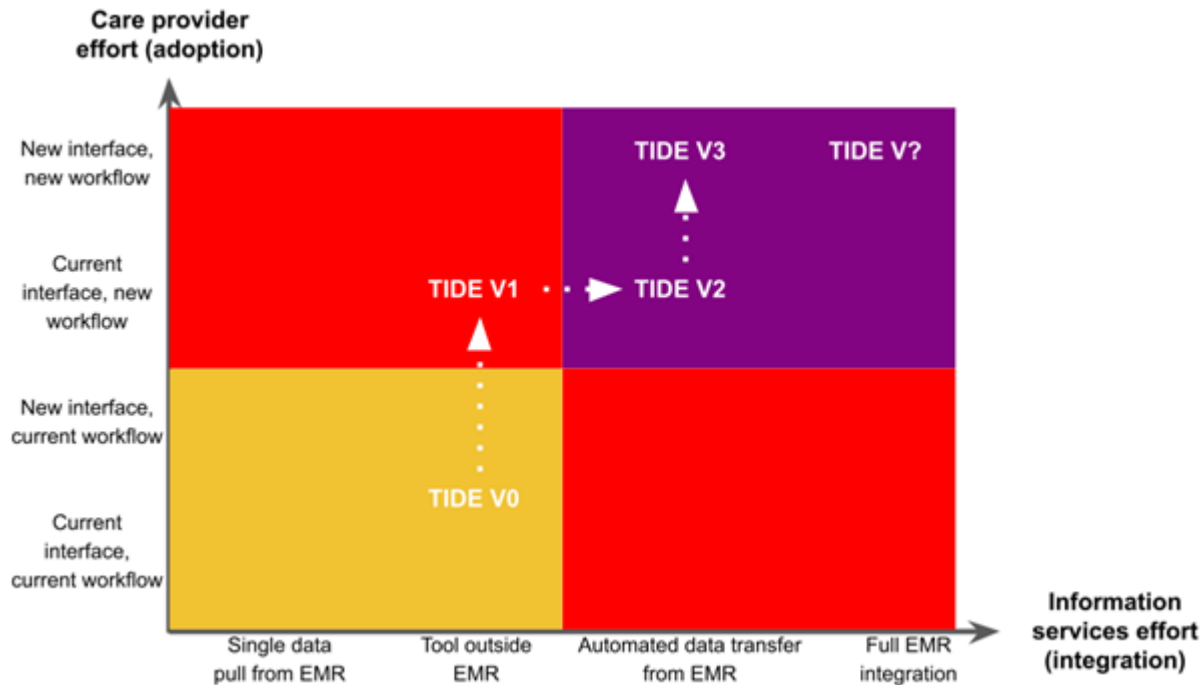 Care provider
effort (adoption)
New interface,
new workflow
TIDE V3
TIDE V?
Current
interface, new
workflow
TIDE V1
TIDE V2
New interface,
current workflow
TIDE V0
Current
interface,
current workflow
Single data
pull from EMR
Tool outside
EMR
Automated data transfer
from EMR
Full EMR
integration
Information
services effort
(integration)